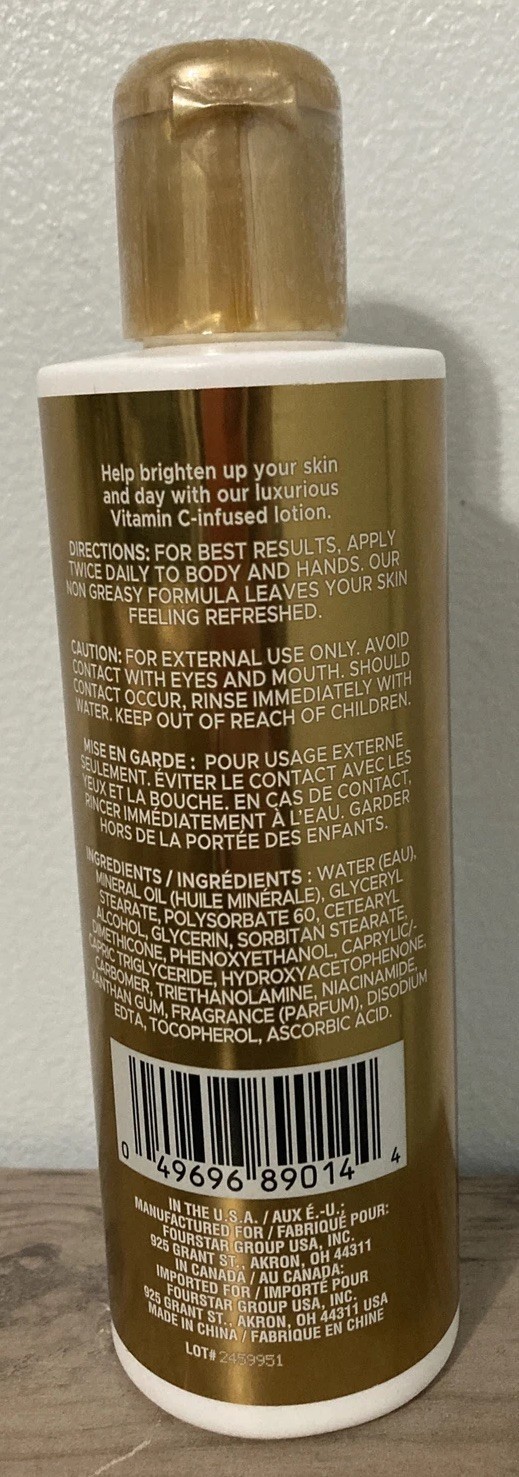 Help brighten up your skin
and day with our luxurious
Vitamin C-infused lotion.
DIRECTIONS: FOR BEST RESULTS, APPLY
TWICE DAILY TO BODY AND HANDS. OUR
NON GREASY FORMULA LEAVES YOUR SKIN
FEELING REFRESHED.
CAUTION: FOR EXTERNAL USE ONLY. AVOID
CONTACT WITH EYES AND MOUTH. SHOULD
CONTACT OCCUR, RINSE IMMEDIATELY WITH
WATER. KEEP OUT OF REACH OF CHILDREN.
MISE EN GARDE : POUR USAGE EXTERNE
SEULEMENT. ÉVITER LE CONTACT AVEC LES
YEUX ET LA BOUCHE. EN CAS DE CONTACT,
RINCER IMMÉDIATEMENT À L'EAU. GARDER
HORS DE LA PORTÉE DES ENFANTS.
INGREDIENTS / INGRÉDIENTS : WATER (EAU),
MINERAL OIL (HUILE MINÉRALE), GLYCERYL
STEARATE, POLYSORBATE 60, CETEARYL
ALCOHOL, GLYCERIN, SORBITAN STEARATE,
DIMETHICONE, PHENOXYETHANOL, CAPRYLIC/-
CAPRIC TRIGLYCERIDE, HYDROXYACETOPHENONE,
CARBOMER, TRIETHANOLAMINE, NIACINAMIDE,
XANTHAN GUM, FRAGRANCE (PARFUM), DISODIUM
EDTA, TOCOPHEROL, ASCORBIC ACID.
0 49696 89014 4
IN THE U.S.A. / AUX É.-U.:
MANUFACTURED FOR / FABRIQUÉ POUR:
FOURSTAR GROUP USA, INC.
925 GRANT ST., AKRON, OH 44311
IN CANADA / AU CANADA:
IMPORTED FOR / IMPORTÉ POUR
FOURSTAR GROUP USA, INC.
925 GRANT ST., AKRON, OH 44311 USA
MADE IN CHINA / FABRIQUE EN CHINE
LOT# 2459951